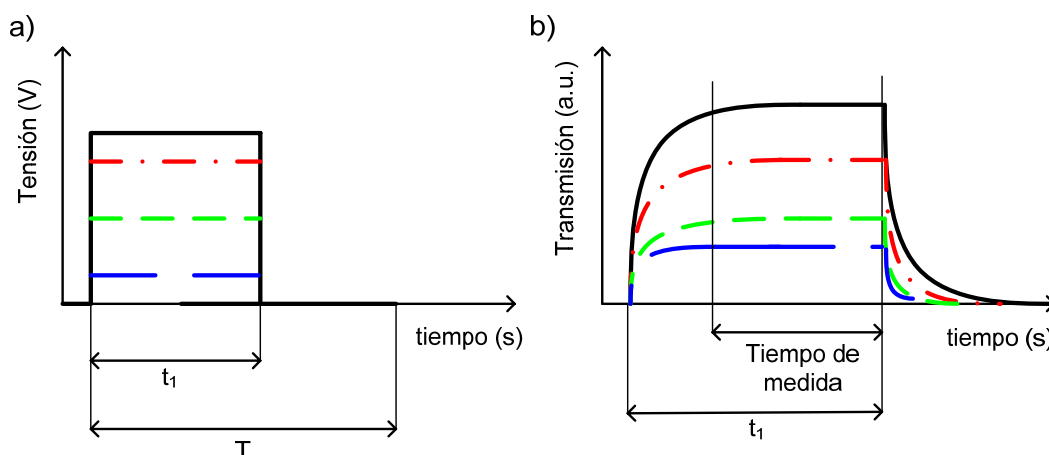 a)
Tensión (V)
tiempo (s)
t₁
T
b)
Transmisión (a.u.)
tiempo (s)
Tiempo de
medida
t₁